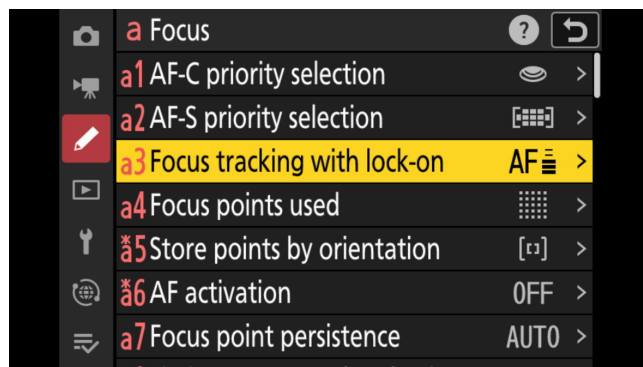 a Focus ?
a1 AF-C priority selection
a2 AF-S priority selection
a3 Focus tracking with lock-on AF
a4 Focus points used
*a5 Store points by orientation
*a6 AF activation OFF
a7 Focus point persistence AUTO